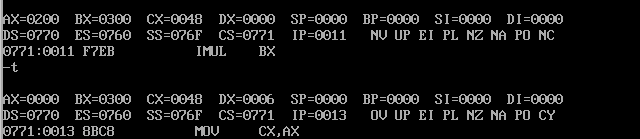 AX=0200 BX=0300 CX=0048 DX=0000 SP=0000 BP=0000 SI=0000 DI=0000
DS=0770 ES=0760 SS=076F CS=0771 IP=0011 NV UP EI PL NZ NA PO NC
0771:0011 F7EB IMUL BX
-t
AX=0000 BX=0300 CX=0048 DX=0006 SP=0000 BP=0000 SI=0000 DI=0000
DS=0770 ES=0760 SS=076F CS=0771 IP=0013 OV UP EI PL NZ NA PO CY
0771:0013 8BC8 MOV CX,AX